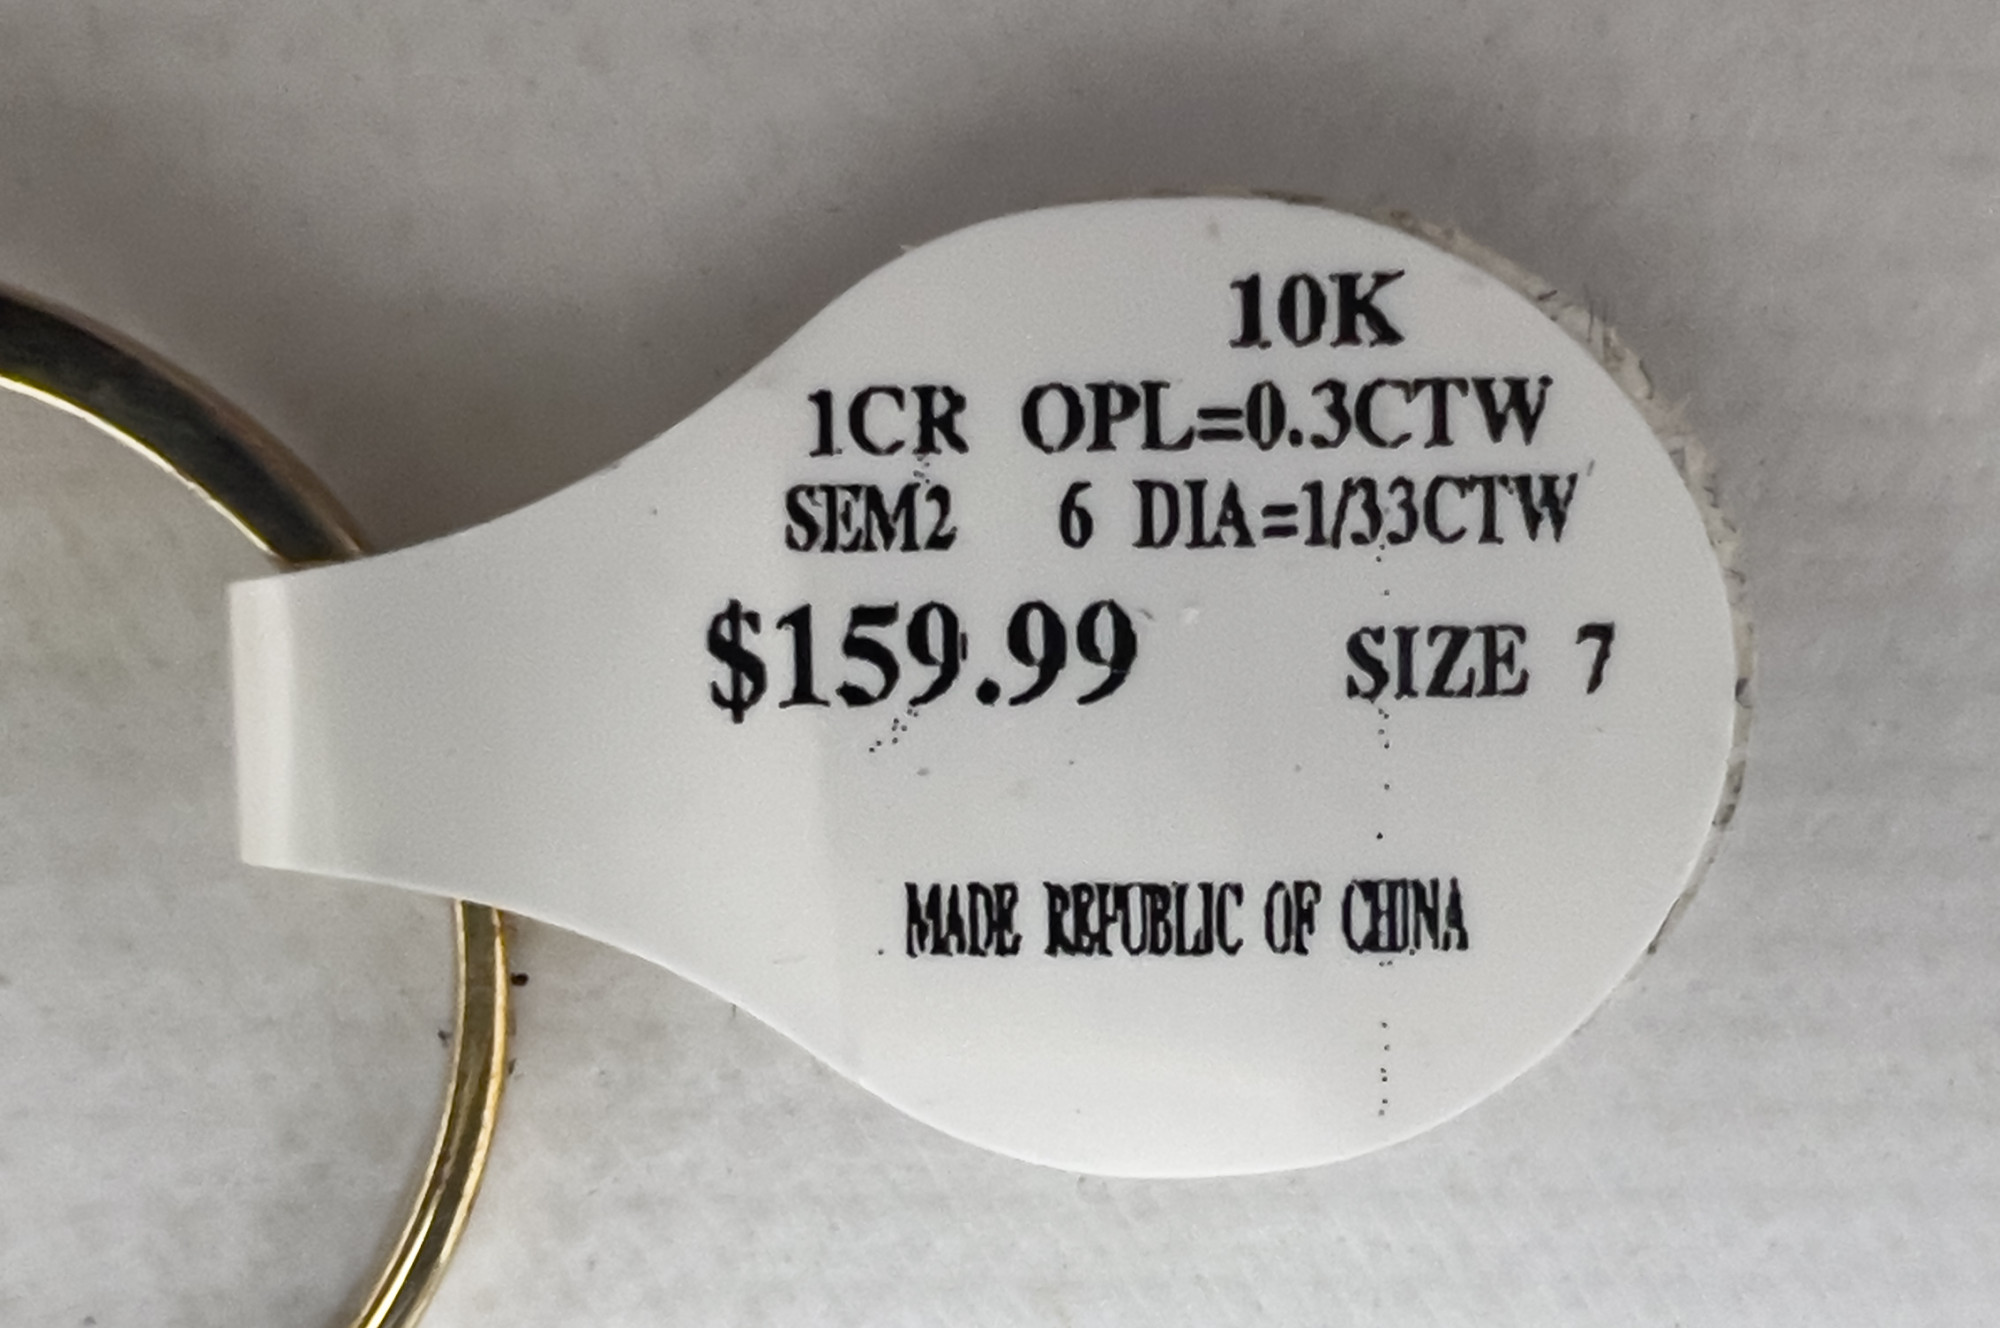 10K
1CR OPL=0.3CTW
SEM2 6 DIA=1/33CTW
$159.99 SIZE 7
MADE REPUBLIC OF CHINA